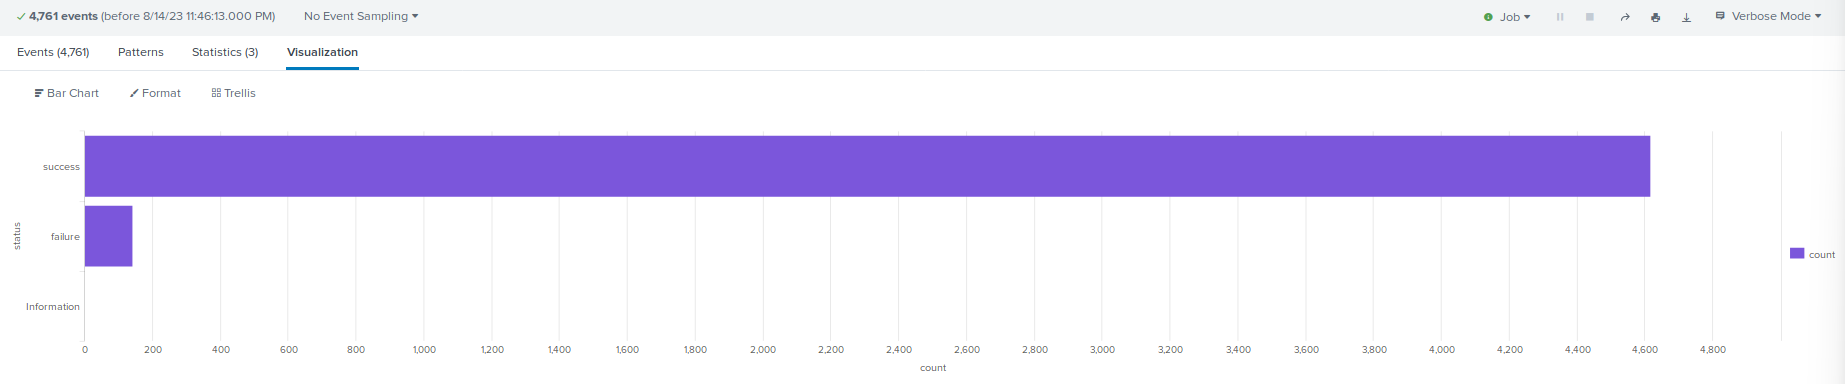 4,761 events (before 8/14/23 11:46:13.000 PM) No Event Sampling Job Verbose Mode
Events (4,761) Patterns Statistics (3) Visualization
Bar Chart Format Trellis
success
failure
Information
status
0 200 400 600 800 1,000 1,200 1,400 1,600 1,800 2,000 2,200 2,400 2,600 2,800 3,000 3,200 3,400 3,600 3,800 4,000 4,200 4,400 4,600 4,800
count
count